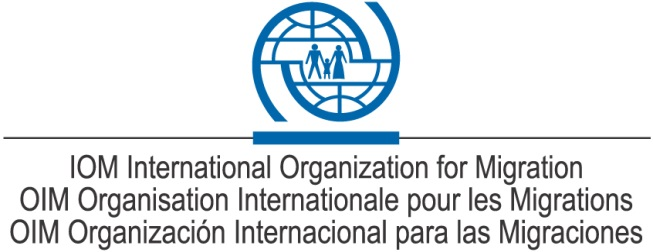 IOM International Organization for Migration
OIM Organisation Internationale pour les Migrations
OIM Organización Internacional para las Migraciones